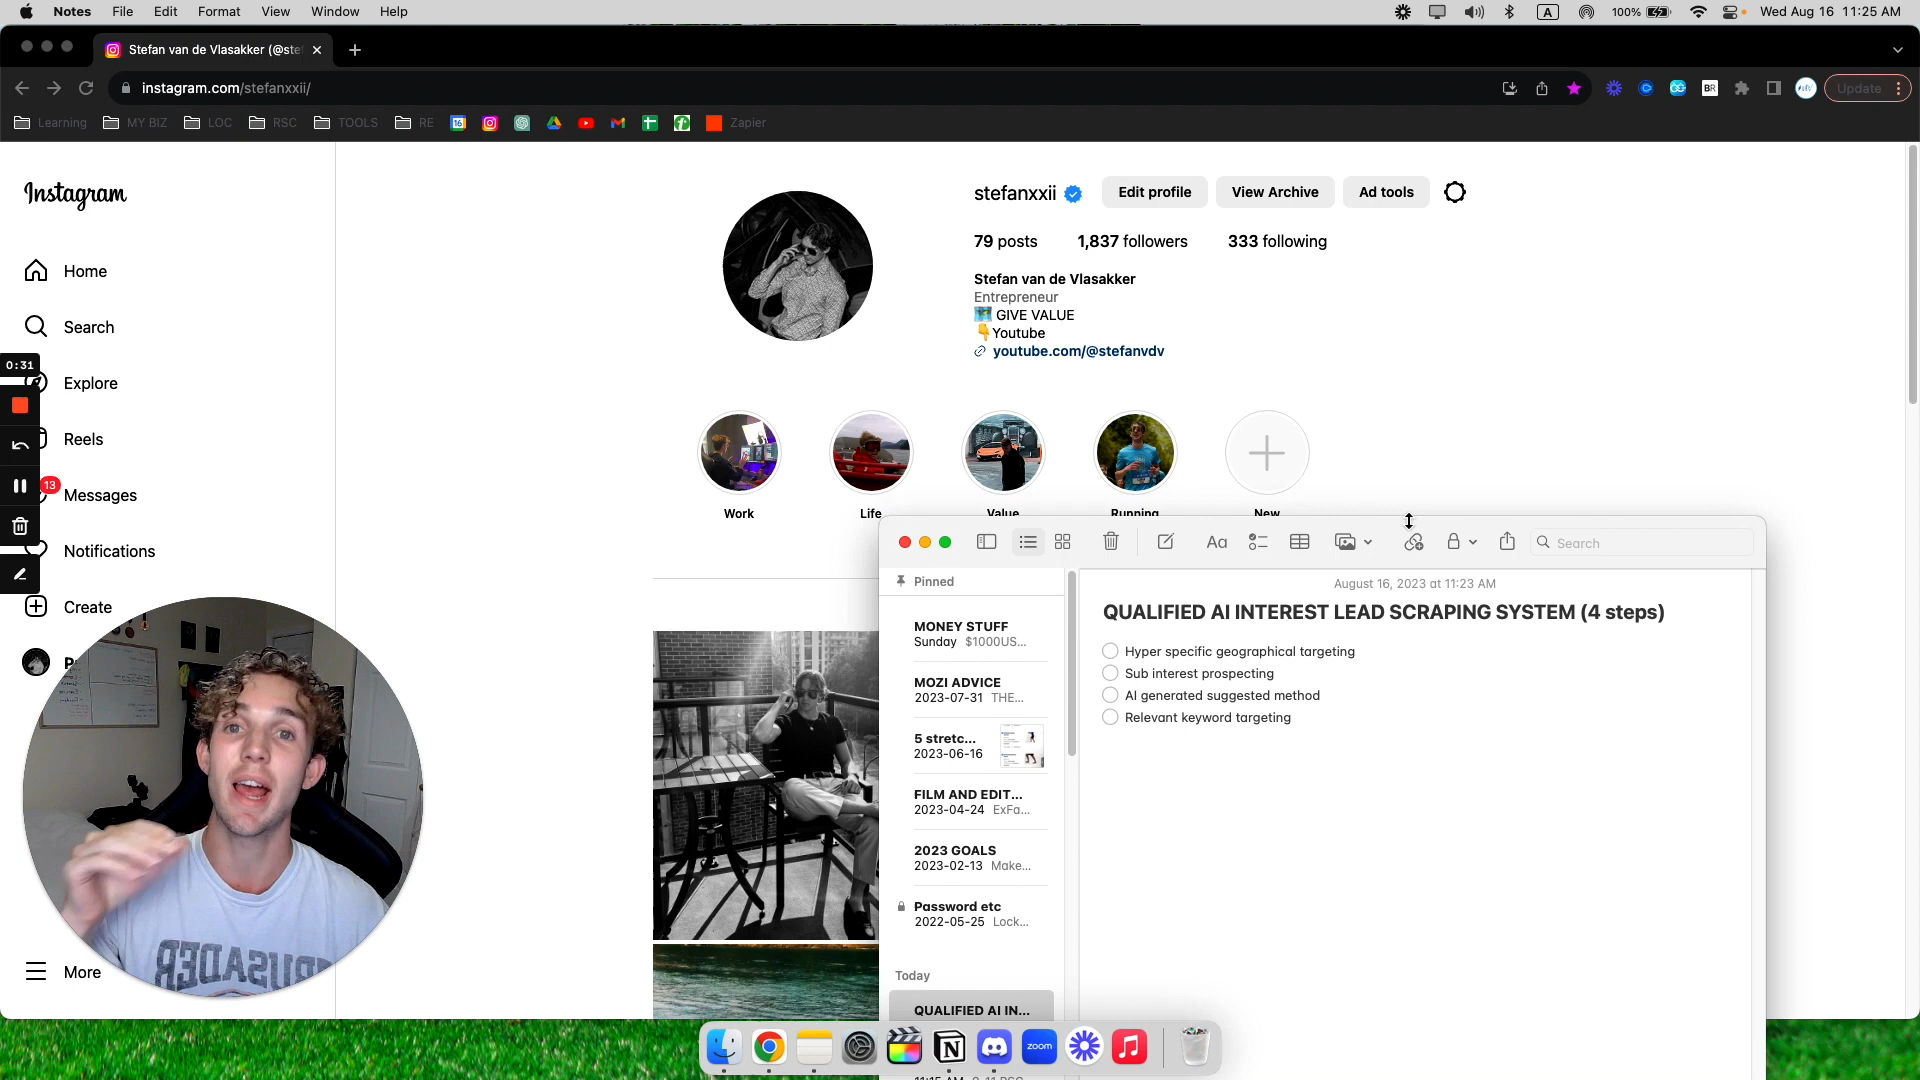 Notes File Edit Format View Window Help
A 100% Wed Aug 16 11:25 AM
Stefan van de Vlasakker (@ste
instagram.com/stefanxxii/
BR
Update
Learning MY BIZ LOC RSC TOOLS RE 16 Zapier
Instagram
Home
Search
0:31
Explore
Reels
13
Messages
Notifications
Create
P
More
stefanxxii Edit profile View Archive Ad tools
79 posts 1,837 followers 333 following
Stefan van de Vlasakker
Entrepreneur
🗺️ GIVE VALUE
👇Youtube
youtube.com/@stefanvdv
Work Life Value Running New
Aa Search
Pinned
MONEY STUFF
Sunday $1000US...
MOZI ADVICE
2023-07-31 THE...
5 stretc...
2023-06-16
FILM AND EDIT...
2023-04-24 ExFa...
2023 GOALS
2023-02-13 Make...
Password etc
2022-05-25 Lock...
Today
QUALIFIED AI IN...
August 16, 2023 at 11:23 AM
QUALIFIED AI INTEREST LEAD SCRAPING SYSTEM (4 steps)
Hyper specific geographical targeting
Sub interest prospecting
AI generated suggested method
Relevant keyword targeting
CRUSADER
zoom